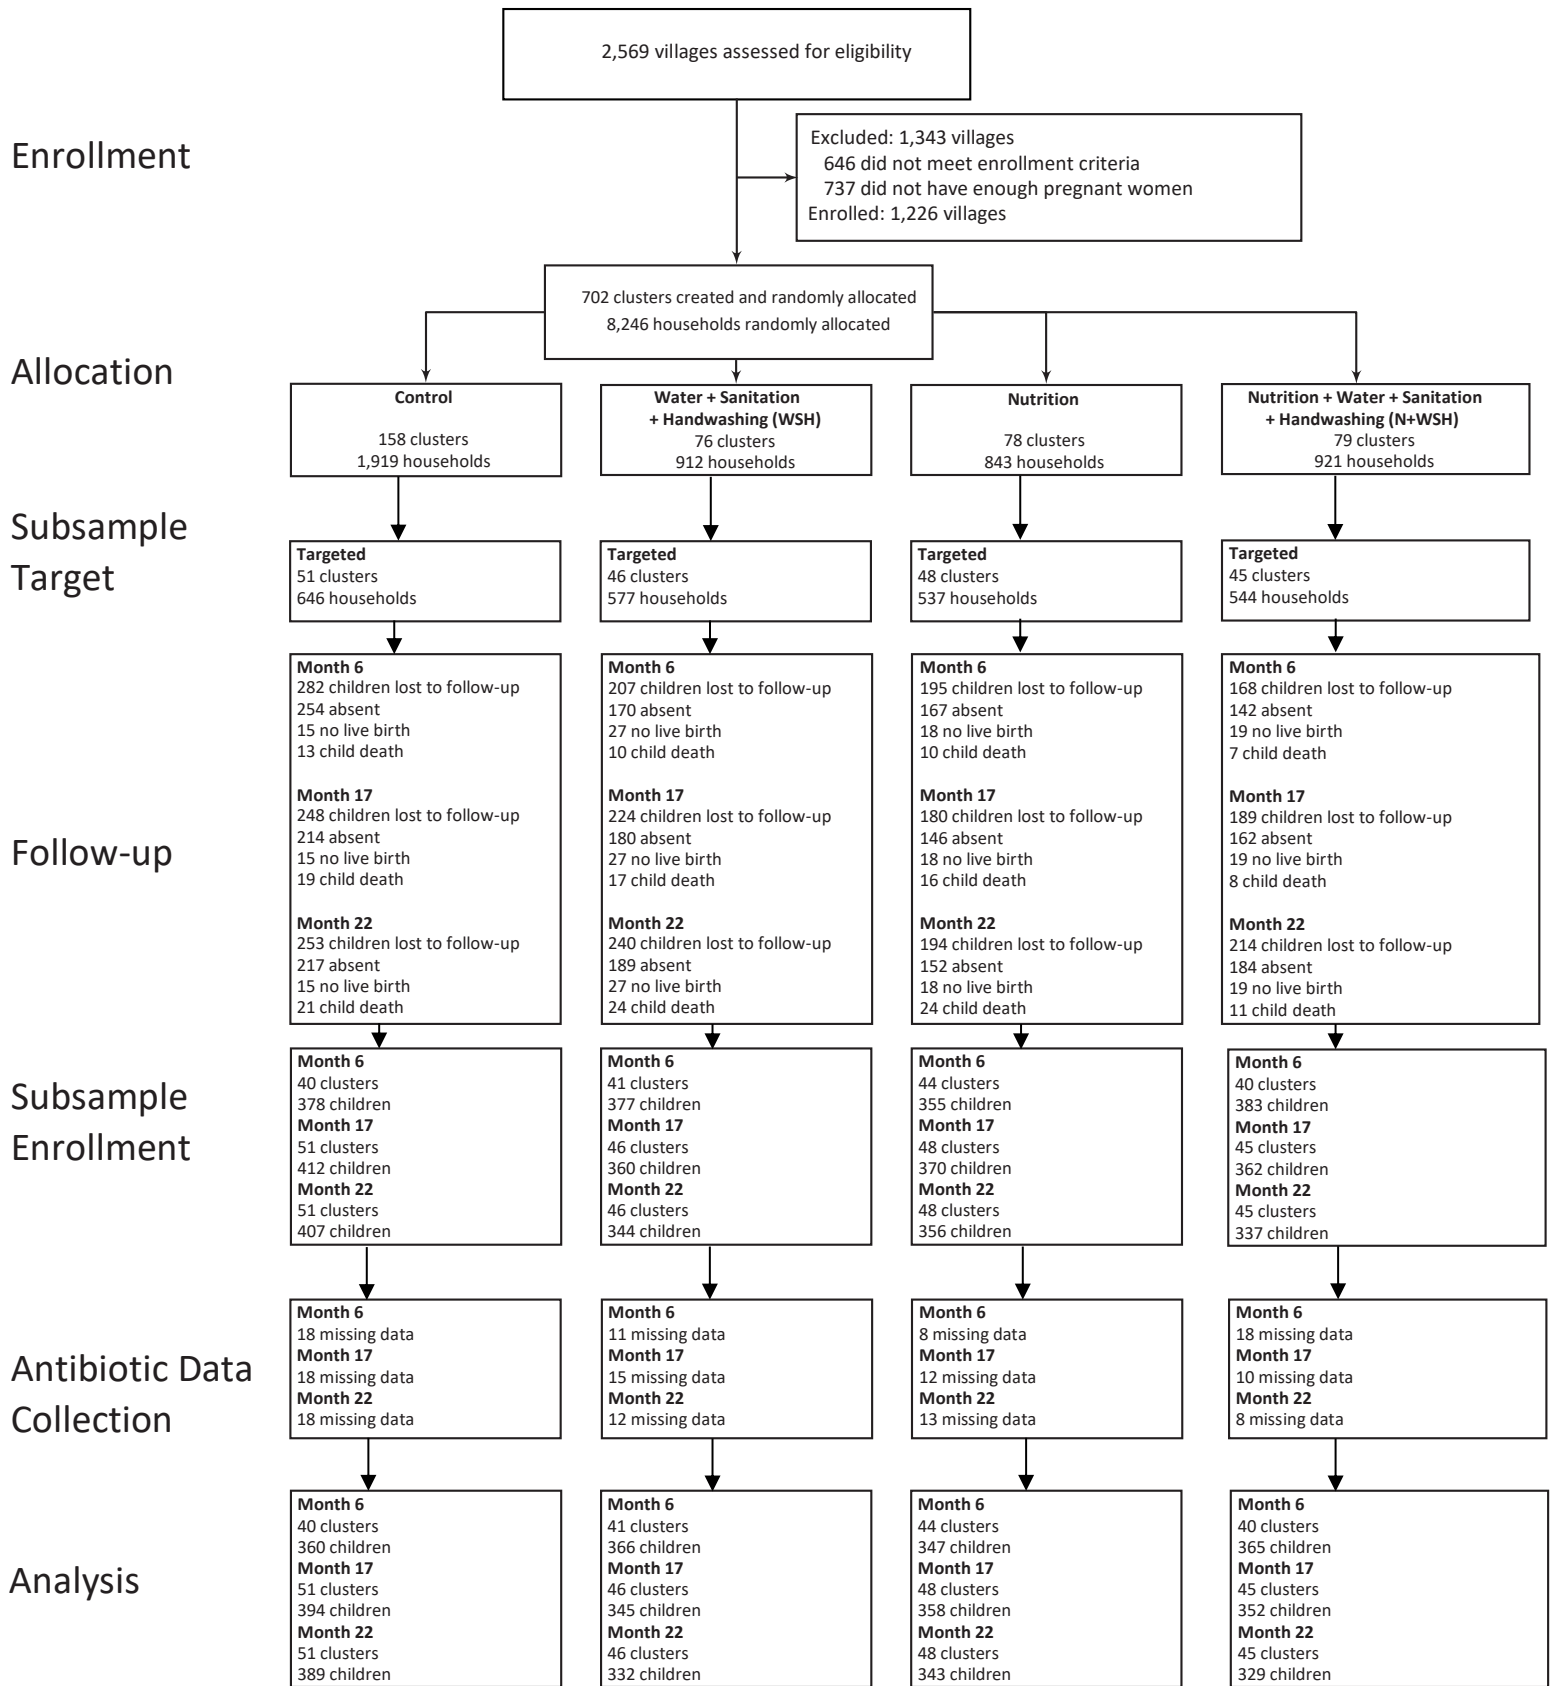 2,569 villages assessed for eligibility
Enrollment
Excluded: 1,343 villages
646 did not meet enrollment criteria
737 did not have enough pregnant women
Enrolled: 1,226 villages
702 clusters created and randomly allocated
8,246 households randomly allocated
Allocation
Control
158 clusters
1,919 households
Water + Sanitation
+ Handwashing (WSH)
76 clusters
912 households
Nutrition
78 clusters
843 households
Nutrition + Water + Sanitation
+ Handwashing (N+WSH)
79 clusters
921 households
Subsample
Target
Targeted
51 clusters
646 households
Targeted
46 clusters
577 households
Targeted
48 clusters
537 households
Targeted
45 clusters
544 households
Follow-up
Month 6
282 children lost to follow-up
254 absent
15 no live birth
13 child death
Month 17
248 children lost to follow-up
214 absent
15 no live birth
19 child death
Month 22
253 children lost to follow-up
217 absent
15 no live birth
21 child death
Month 6
207 children lost to follow-up
170 absent
27 no live birth
10 child death
Month 17
224 children lost to follow-up
180 absent
27 no live birth
17 child death
Month 22
240 children lost to follow-up
189 absent
27 no live birth
24 child death
Month 6
195 children lost to follow-up
167 absent
18 no live birth
10 child death
Month 17
180 children lost to follow-up
146 absent
18 no live birth
16 child death
Month 22
194 children lost to follow-up
152 absent
18 no live birth
24 child death
Month 6
168 children lost to follow-up
142 absent
19 no live birth
7 child death
Month 17
189 children lost to follow-up
162 absent
19 no live birth
8 child death
Month 22
214 children lost to follow-up
184 absent
19 no live birth
11 child death
Subsample
Enrollment
Month 6
40 clusters
378 children
Month 17
51 clusters
412 children
Month 22
51 clusters
407 children
Month 6
41 clusters
377 children
Month 17
46 clusters
360 children
Month 22
46 clusters
344 children
Month 6
44 clusters
355 children
Month 17
48 clusters
370 children
Month 22
48 clusters
356 children
Month 6
40 clusters
383 children
Month 17
45 clusters
362 children
Month 22
45 clusters
337 children
Antibiotic Data
Collection
Month 6
18 missing data
Month 17
18 missing data
Month 22
18 missing data
Month 6
11 missing data
Month 17
15 missing data
Month 22
12 missing data
Month 6
8 missing data
Month 17
12 missing data
Month 22
13 missing data
Month 6
18 missing data
Month 17
10 missing data
Month 22
8 missing data
Analysis
Month 6
40 clusters
360 children
Month 17
51 clusters
394 children
Month 22
51 clusters
389 children
Month 6
41 clusters
366 children
Month 17
46 clusters
345 children
Month 22
46 clusters
332 children
Month 6
44 clusters
347 children
Month 17
48 clusters
358 children
Month 22
48 clusters
343 children
Month 6
40 clusters
365 children
Month 17
45 clusters
352 children
Month 22
45 clusters
329 children